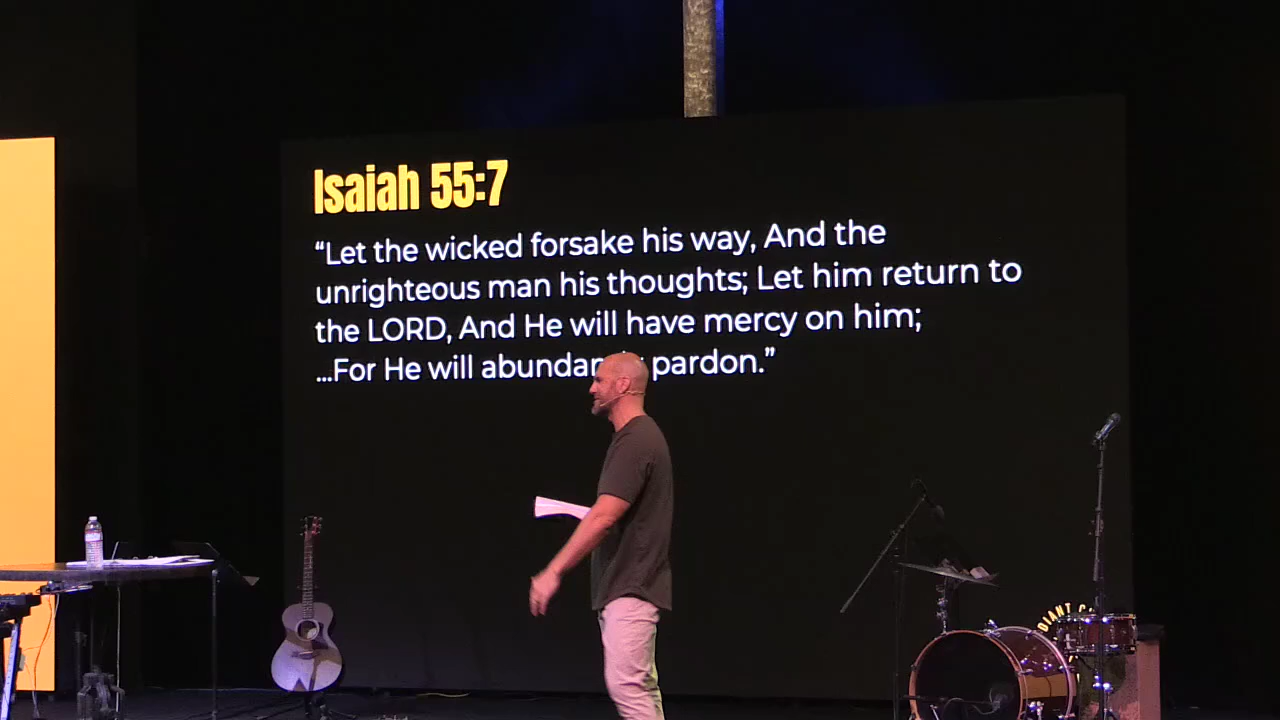 Isaiah 55:7
“Let the wicked forsake his way, And the
unrighteous man his thoughts; Let him return to
the LORD, And He will have mercy on him;
...For He will pardon.”